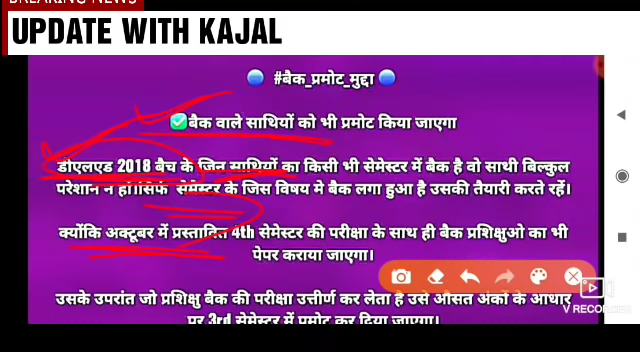 BREAKING NEWS
UPDATE WITH KAJAL
#बैक_प्रमोट_मुद्दा
बैक वाले साथियों को भी प्रमोट किया जाएगा
डीएलएड 2018 बैच के जिन साथियों का किसी भी सेमेस्टर में बैक है वो साथी बिल्कुल
परेशान न हों।सिर्फ सेमेस्टर के जिस विषय मे बैक लगा हुआ है उसकी तैयारी करते रहें।
क्योंकि अक्टूबर में प्रस्तावित 4th सेमेस्टर की परीक्षा के साथ ही बैक प्रशिक्षुओ का भी
पेपर कराया जाएगा।
उसके उपरांत जो प्रशिक्षु बैक की परीक्षा उत्तीर्ण कर लेता है उसे औसत अंकों के आधार
पर 3rd सेमेस्टर में प्रमोट कर दिया जाएगा।
V RECORDER